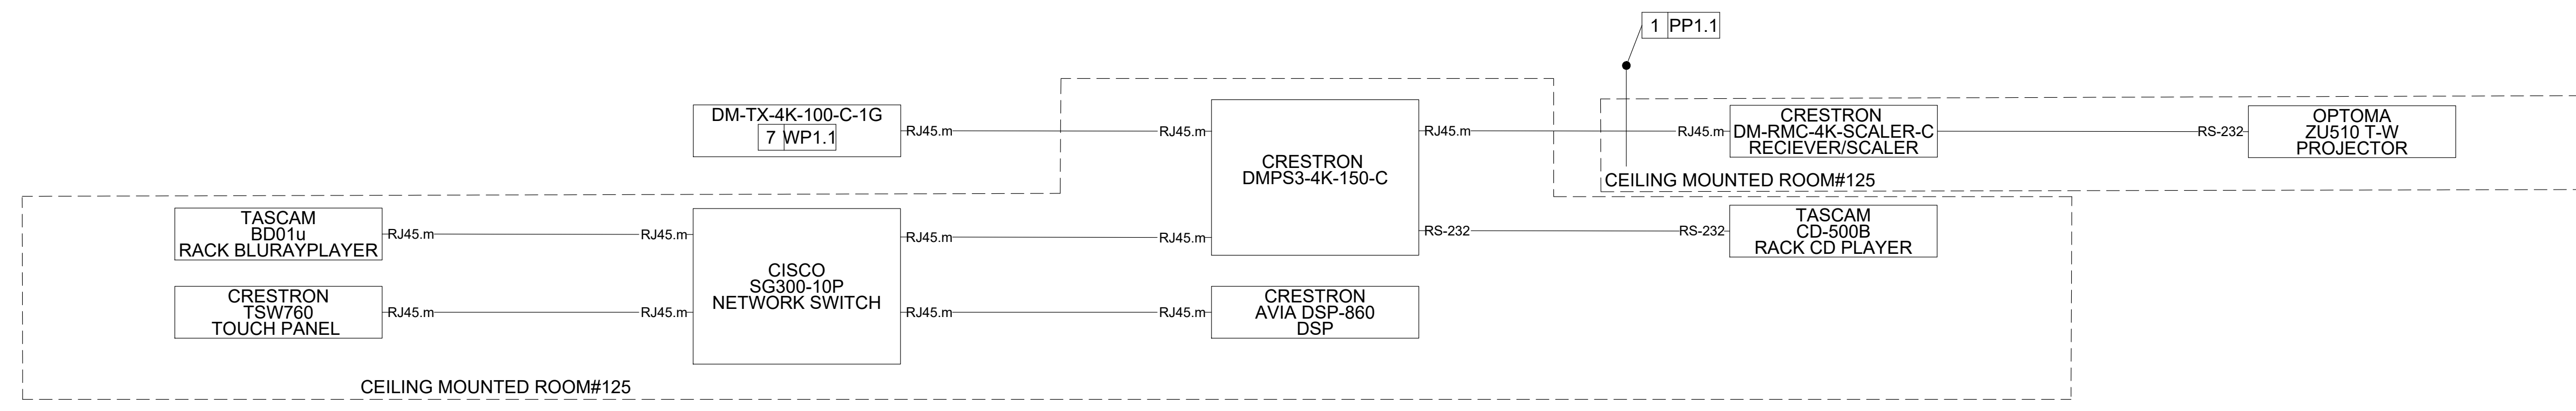 1 PP1.1
DM-TX-4K-100-C-1G
7 WP1.1
RJ45.m
RJ45.m
CRESTRON
DMPS3-4K-150-C
RJ45.m
RJ45.m
CRESTRON
DM-RMC-4K-SCALER-C
RECIEVER/SCALER
RS-232
OPTOMA
ZU510 T-W
PROJECTOR
CEILING MOUNTED ROOM#125
TASCAM
BD01u
RACK BLURAYPLAYER
RJ45.m
RJ45.m
CISCO
SG300-10P
NETWORK SWITCH
RJ45.m
RJ45.m
RS-232
RS-232
TASCAM
CD-500B
RACK CD PLAYER
CRESTRON
TSW760
TOUCH PANEL
RJ45.m
RJ45.m
RJ45.m
RJ45.m
CRESTRON
AVIA DSP-860
DSP
CEILING MOUNTED ROOM#125